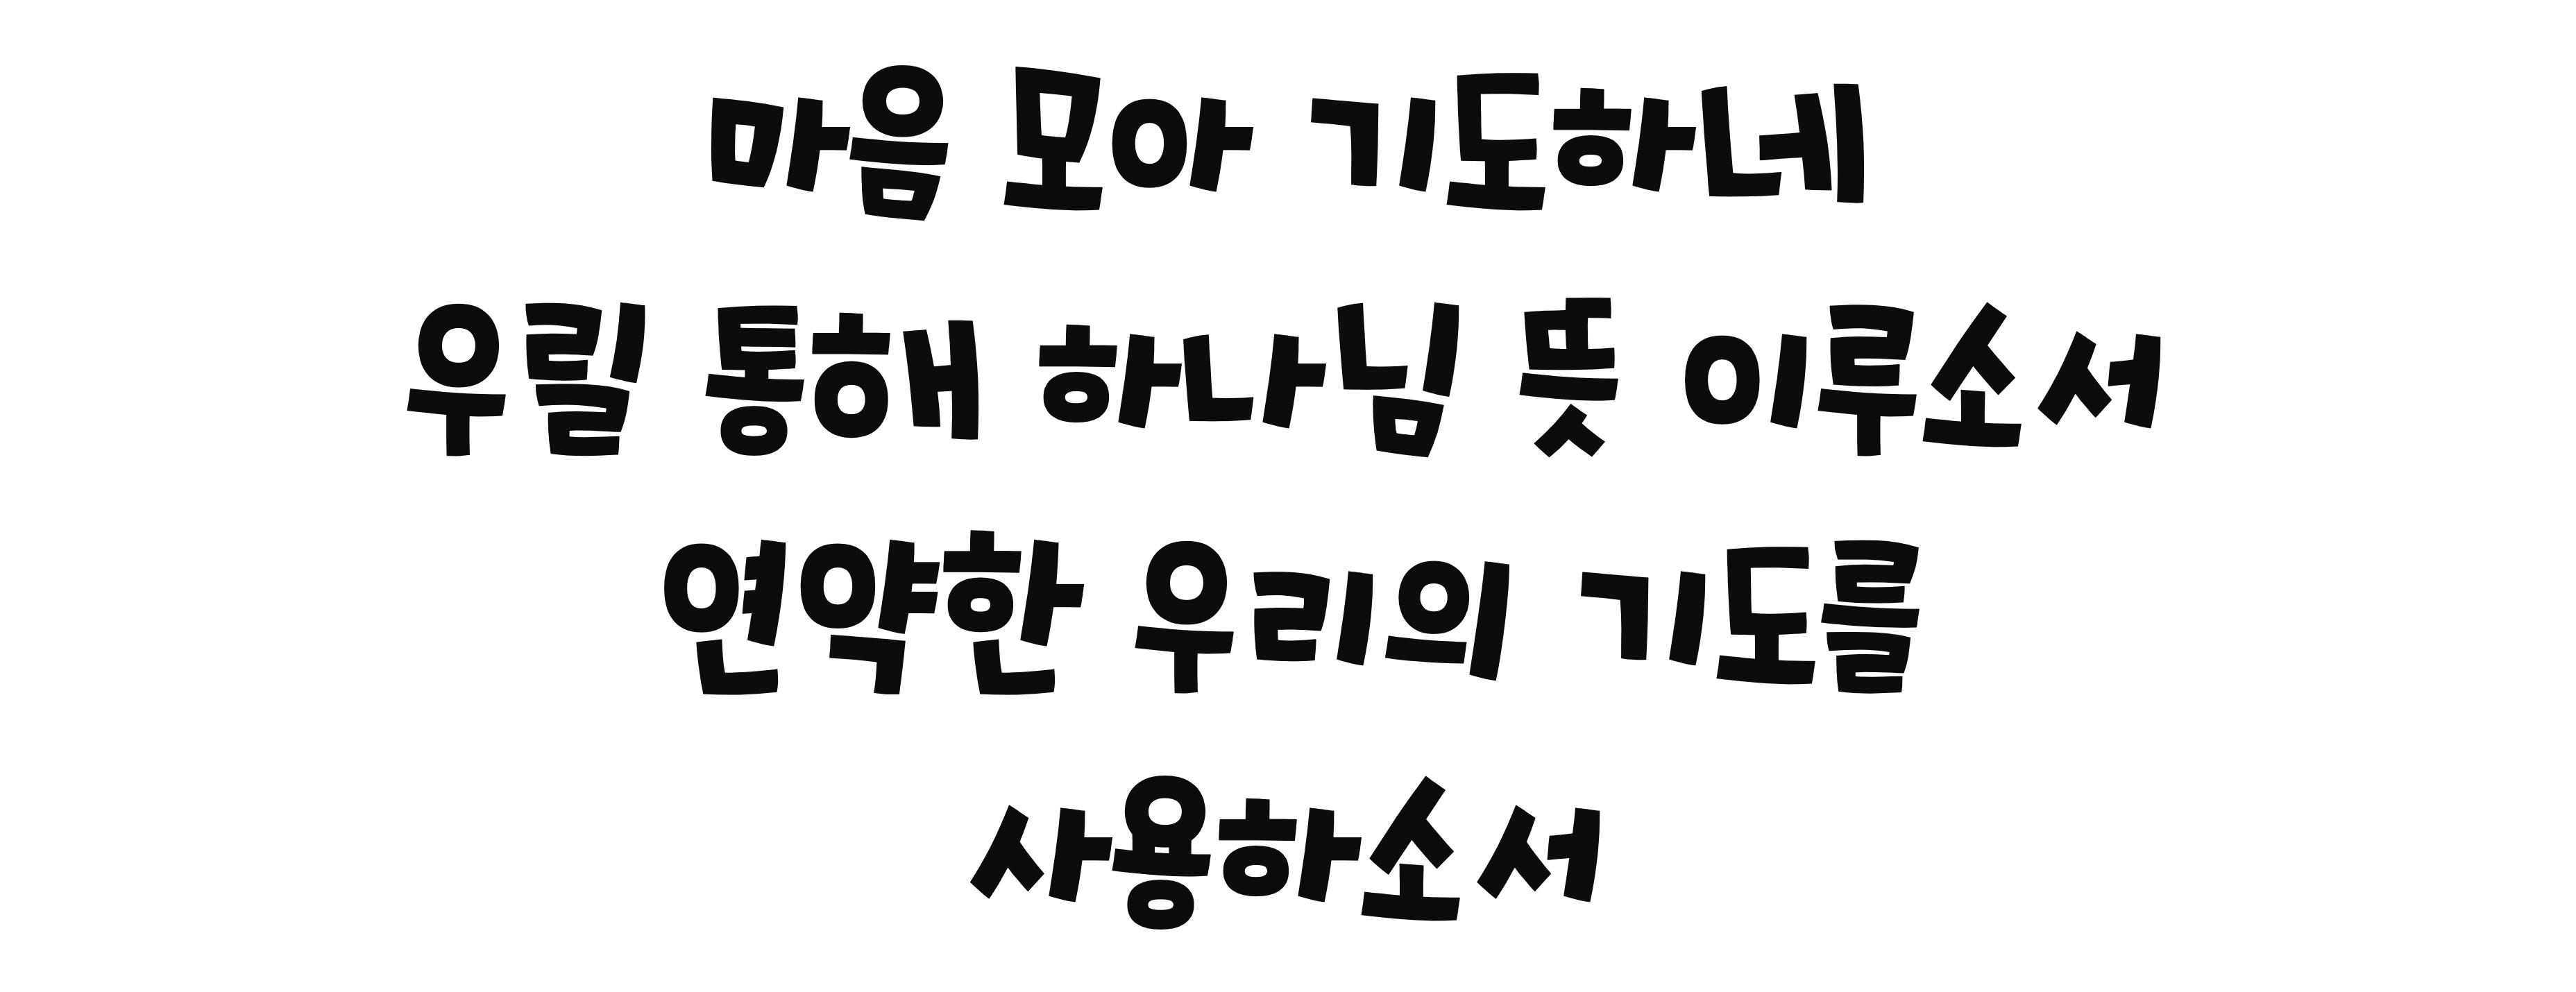 마음 모아 기도하네
우릴 통해 하나님 뜻 이루소서
연약한 우리의 기도를
사용하소서